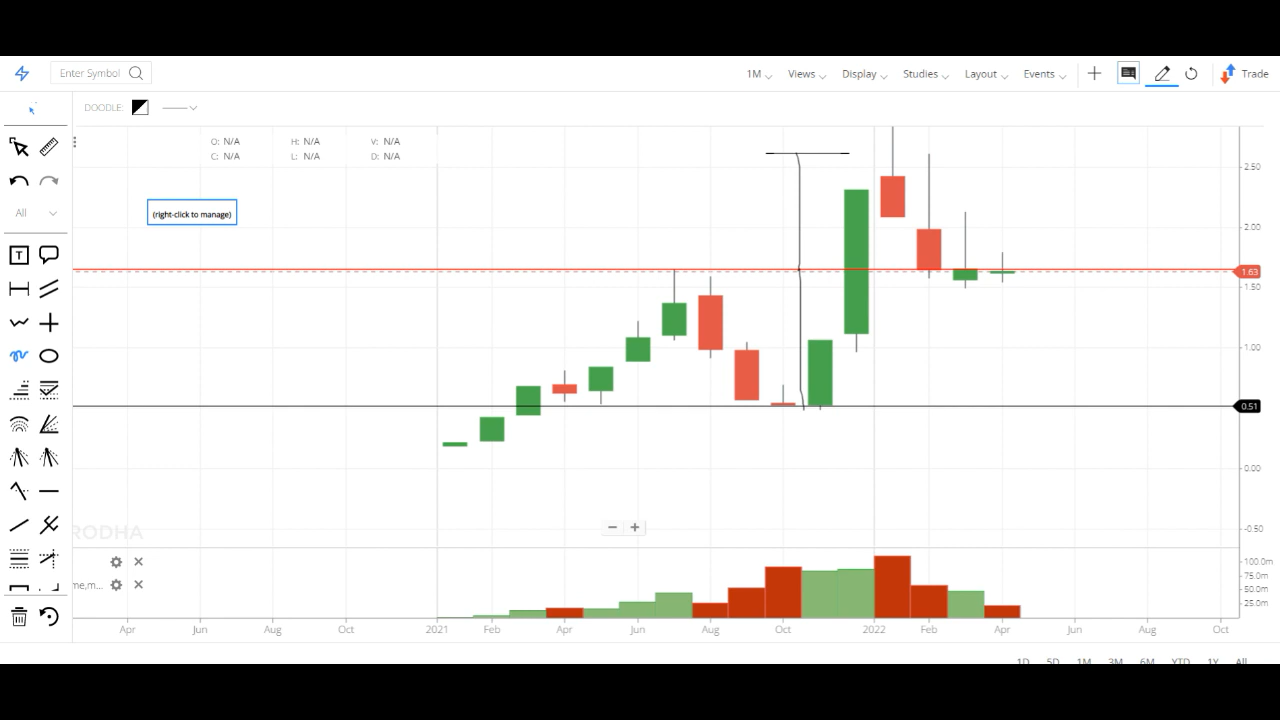 Enter Symbol 1M Views Display Studies Layout Events Trade
DOODLE:
O: N/A H: N/A V: N/A
C: N/A L: N/A D: N/A
All
(right-click to manage)
T
2.50
2.00
1.63
1.50
1.00
0.51
0.00
-0.50
RODHA
100.0m
75.0m
50.0m
25.0m
me,m...
Apr Jun Aug Oct 2021 Feb Apr Jun Aug Oct 2022 Feb Apr Jun Aug Oct
1D 5D 1M 3M 6M YTD 1Y All